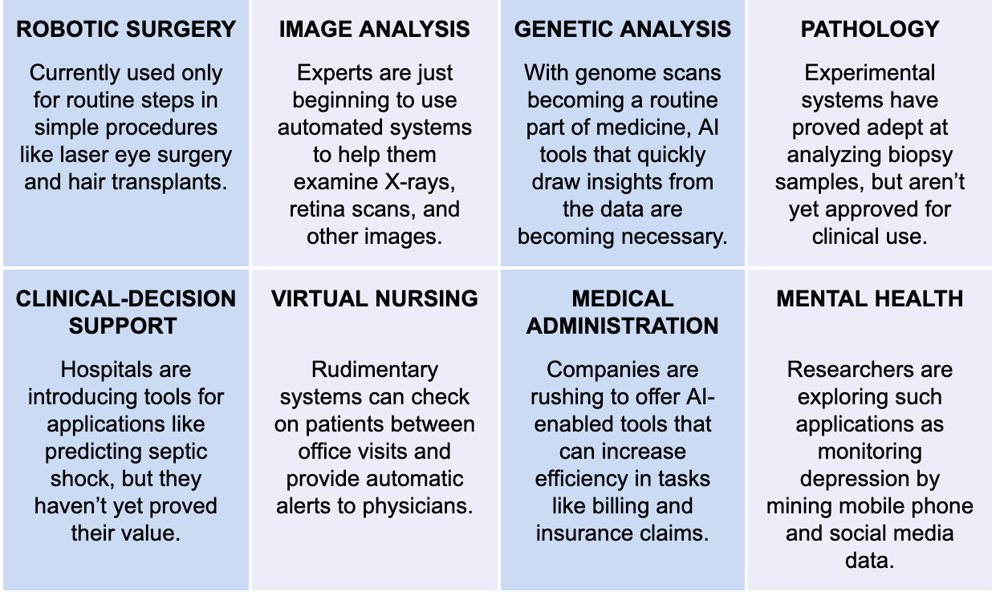 ROBOTIC SURGERY
Currently used only
for routine steps in
simple procedures
like laser eye surgery
and hair transplants.
IMAGE ANALYSIS
Experts are just
beginning to use
automated systems
to help them
examine X-rays,
retina scans, and
other images.
GENETIC ANALYSIS
With genome scans
becoming a routine
part of medicine, AI
tools that quickly
draw insights from
the data are
becoming necessary.
PATHOLOGY
Experimental
systems have
proved adept at
analyzing biopsy
samples, but aren’t
yet approved for
clinical use.
CLINICAL-DECISION
SUPPORT
Hospitals are
introducing tools for
applications like
predicting septic
shock, but they
haven’t yet proved
their value.
VIRTUAL NURSING
Rudimentary
systems can check
on patients between
office visits and
provide automatic
alerts to physicians.
MEDICAL
ADMINISTRATION
Companies are
rushing to offer AI-
enabled tools that
can increase
efficiency in tasks
like billing and
insurance claims.
MENTAL HEALTH
Researchers are
exploring such
applications as
monitoring
depression by
mining mobile phone
and social media
data.